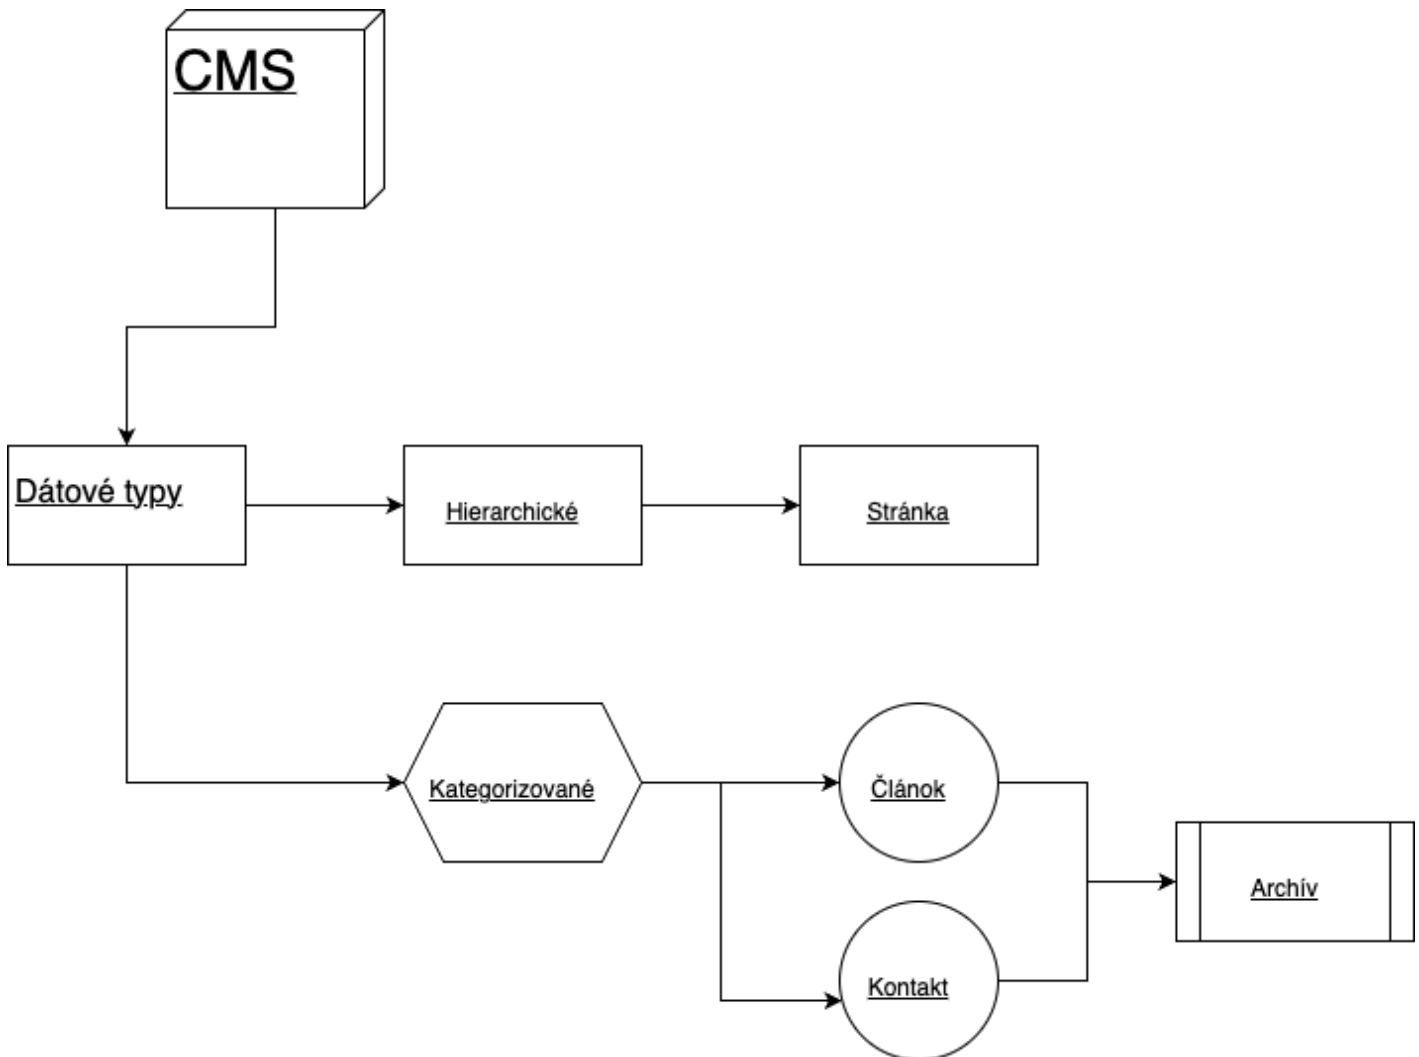 CMS
Dátové typy
Hierarchické
Stránka
Kategorizované
Článok
Kontakt
Archív